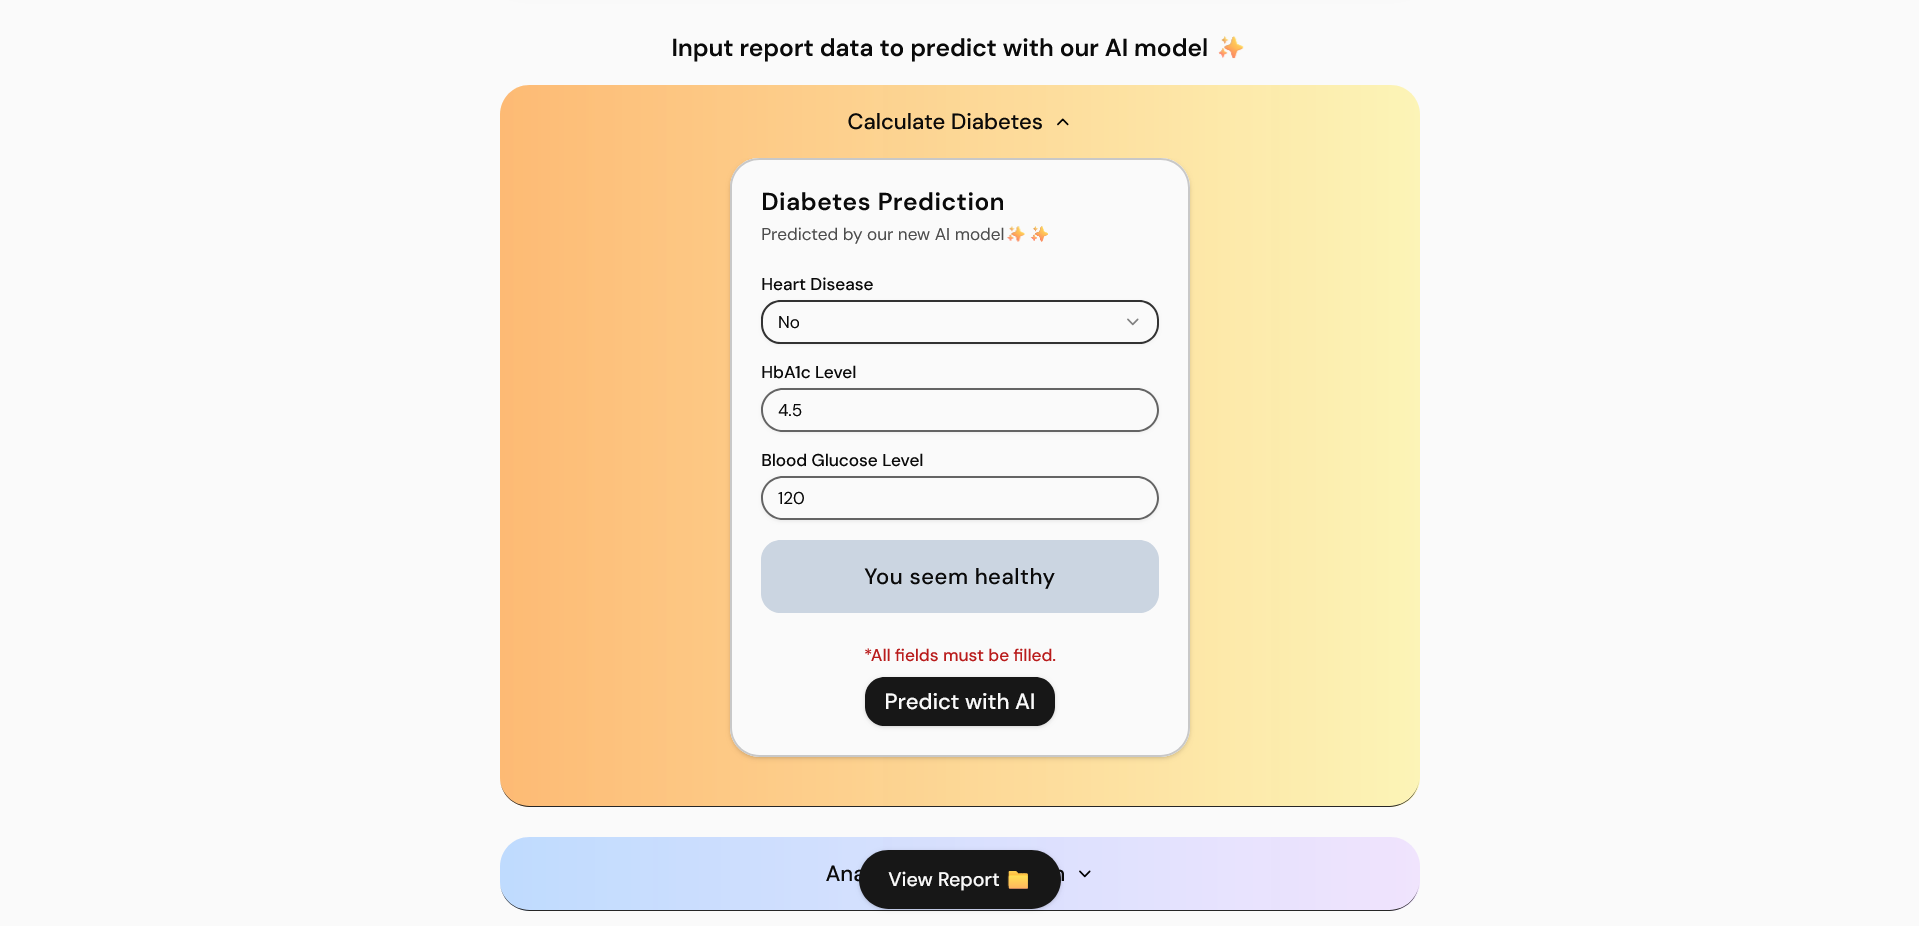 Input report data to predict with our AI model ✨
Calculate Diabetes
Diabetes Prediction
Predicted by our new AI model✨ ✨
Heart Disease
No
HbA1c Level
4.5
Blood Glucose Level
120
You seem healthy
*All fields must be filled.
Predict with AI
View Report 📁